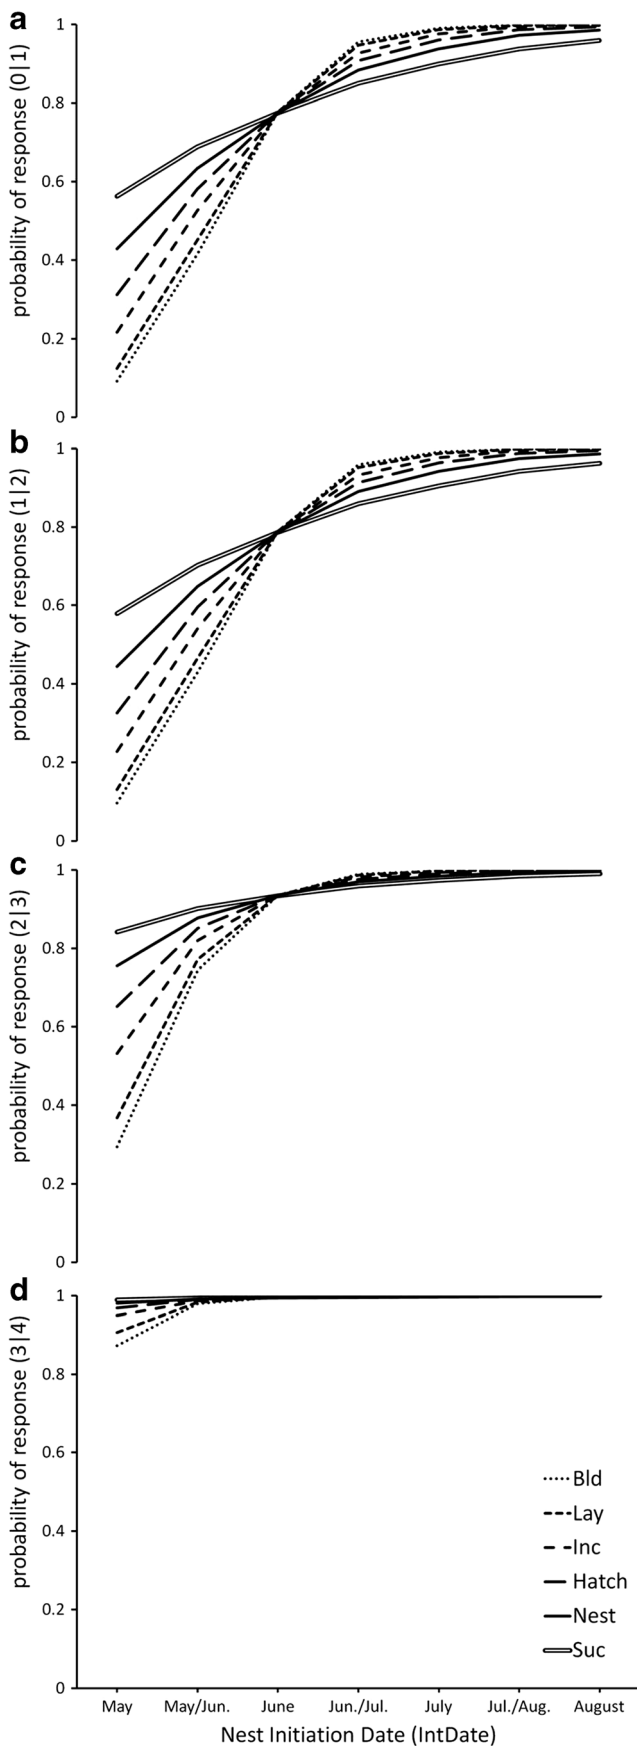 a
probability of response (0|1)
1
0.8
0.6
0.4
0.2
0
b
probability of response (1|2)
1
0.8
0.6
0.4
0.2
0
c
probability of response (2|3)
1
0.8
0.6
0.4
0.2
0
d
probability of response (3|4)
1
0.8
0.6
0.4
0.2
0
Bld
Lay
Inc
Hatch
Nest
Suc
May May/Jun. June Jun./Jul. July Jul./Aug. August
Nest Initiation Date (IntDate)